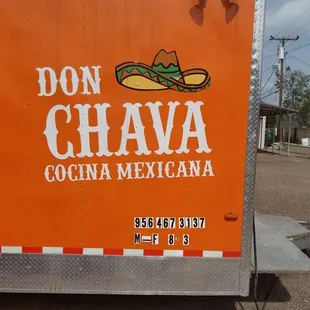 DON
CHAVA
COCINA MEXICANA
956 467 3137
M-F 8-3